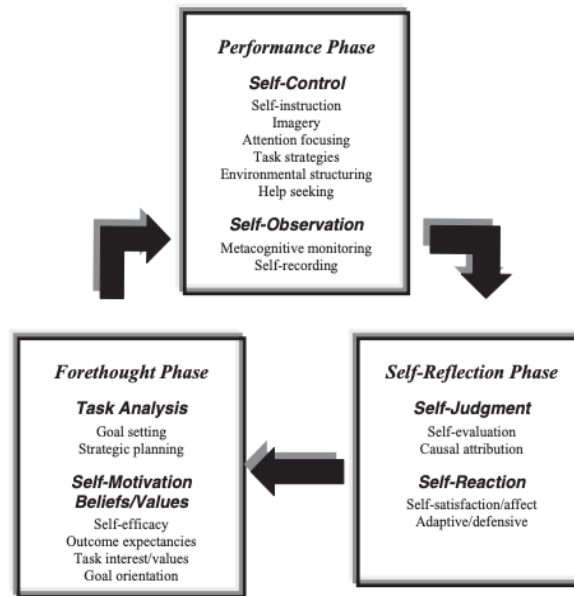 Performance Phase
Self-Control
Self-instruction
Imagery
Attention focusing
Task strategies
Environmental structuring
Help seeking
Self-Observation
Metacognitive monitoring
Self-recording
Forethought Phase
Task Analysis
Goal setting
Strategic planning
Self-Motivation
Beliefs/Values
Self-efficacy
Outcome expectancies
Task interest/values
Goal orientation
Self-Reflection Phase
Self-Judgment
Self-evaluation
Causal attribution
Self-Reaction
Self-satisfaction/affect
Adaptive/defensive